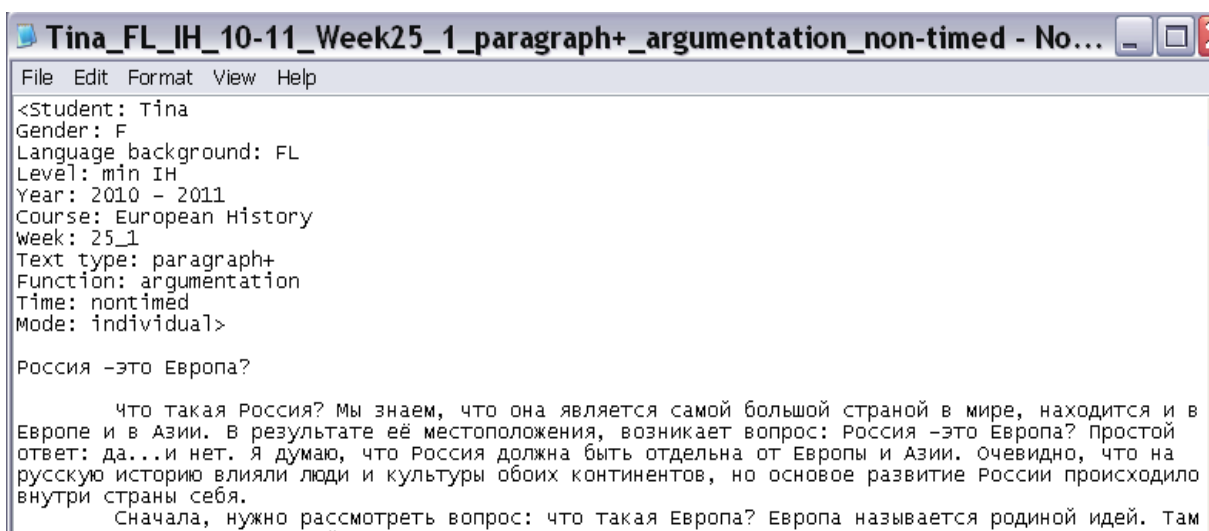 Tina_FL_IH_10-11_Week25_1_paragraph+_argumentation_non-timed - No...
File Edit Format View Help
<Student: Tina
Gender: F
Language background: FL
Level: min IH
Year: 2010 – 2011
Course: European History
Week: 25_1
Text type: paragraph+
Function: argumentation
Time: nontimed
Mode: individual>
Россия –это Европа?
Что такая Россия? Мы знаем, что она является самой большой страной в мире, находится и в
Европе и в Азии. В результате её местоположения, возникает вопрос: Россия –это Европа? Простой
ответ: да...и нет. Я думаю, что Россия должна быть отдельна от Европы и Азии. Очевидно, что на
русскую историю влияли люди и культуры обоих континентов, но основое развитие России происходило
внутри страны себя.
Сначала, нужно рассмотреть вопрос: что такая Европа? Европа называется родиной идей. Там